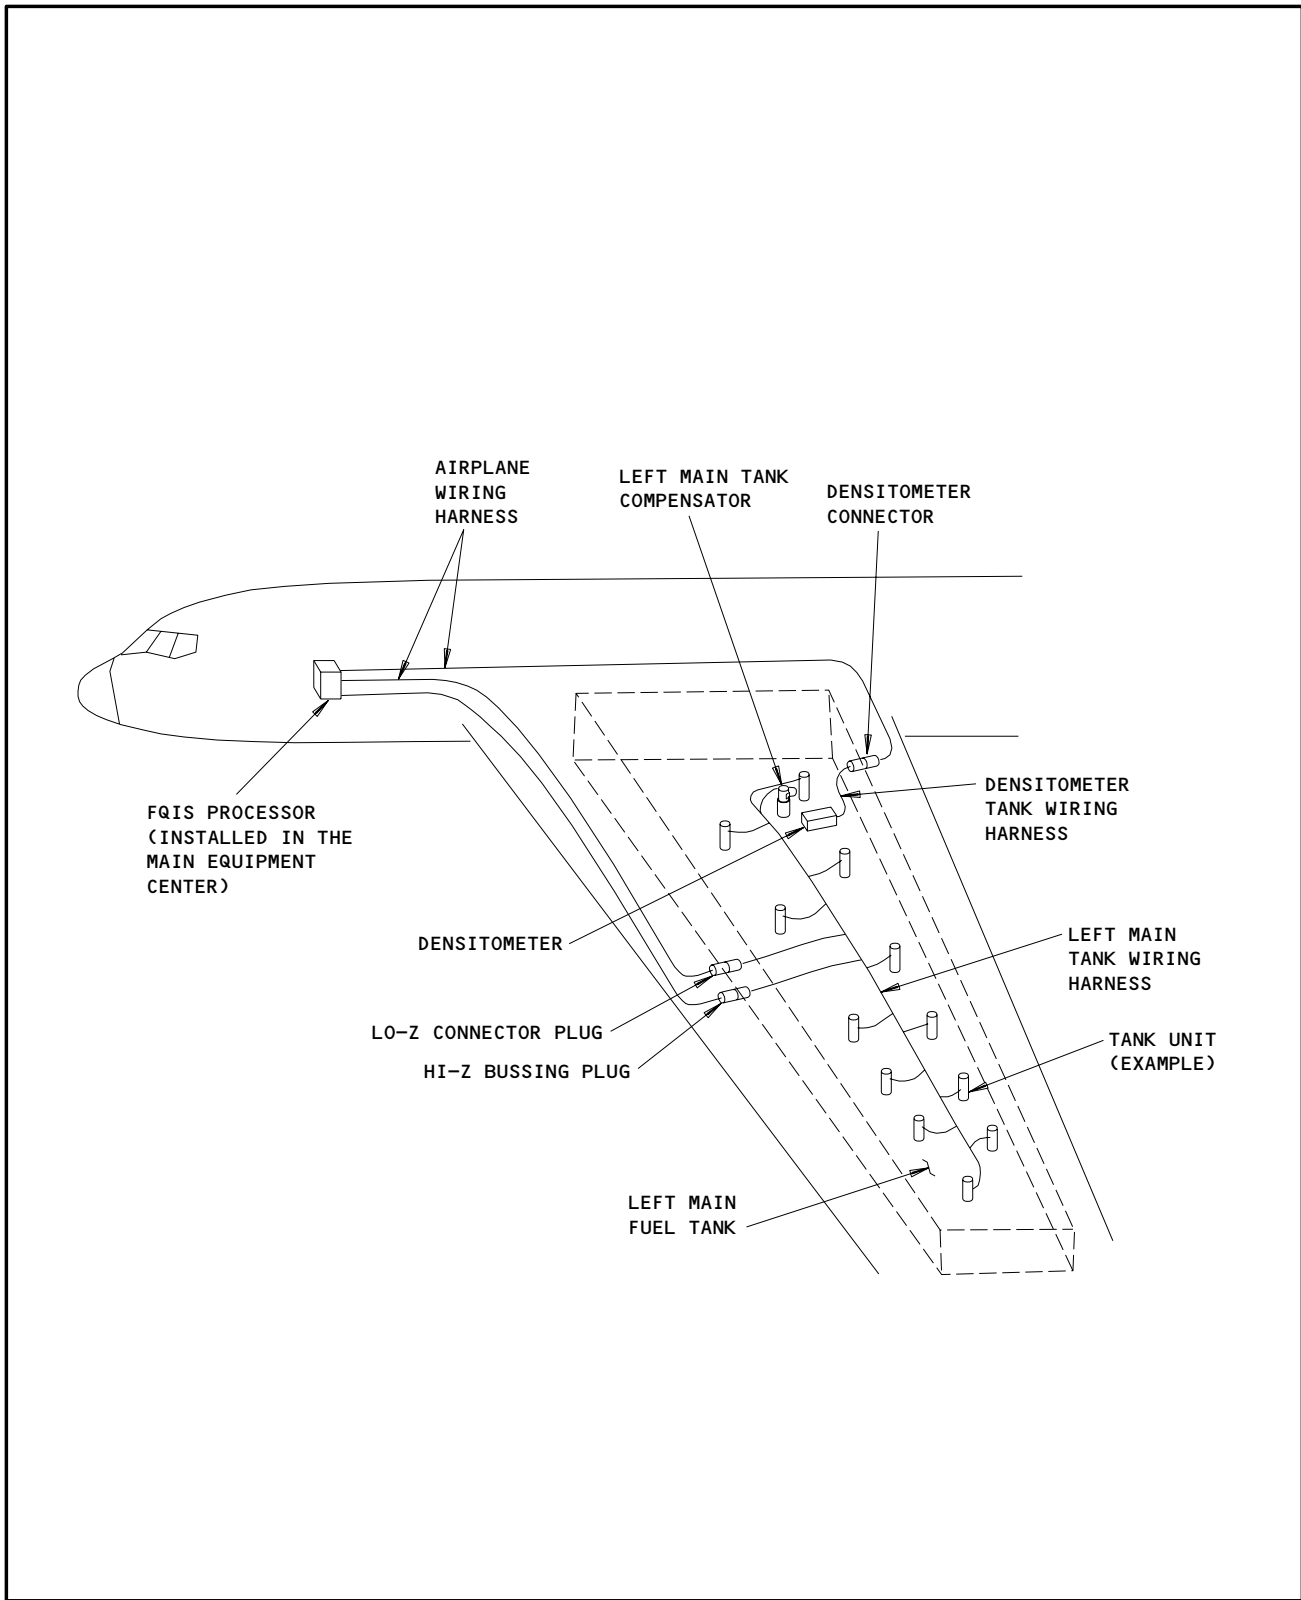 AIRPLANE
WIRING
HARNESS
LEFT MAIN TANK
COMPENSATOR
DENSITOMETER
CONNECTOR
FQIS PROCESSOR
(INSTALLED IN THE
MAIN EQUIPMENT
CENTER)
DENSITOMETER
TANK WIRING
HARNESS
DENSITOMETER
LEFT MAIN
TANK WIRING
HARNESS
LO-Z CONNECTOR PLUG
HI-Z BUSSING PLUG
TANK UNIT
(EXAMPLE)
LEFT MAIN
FUEL TANK